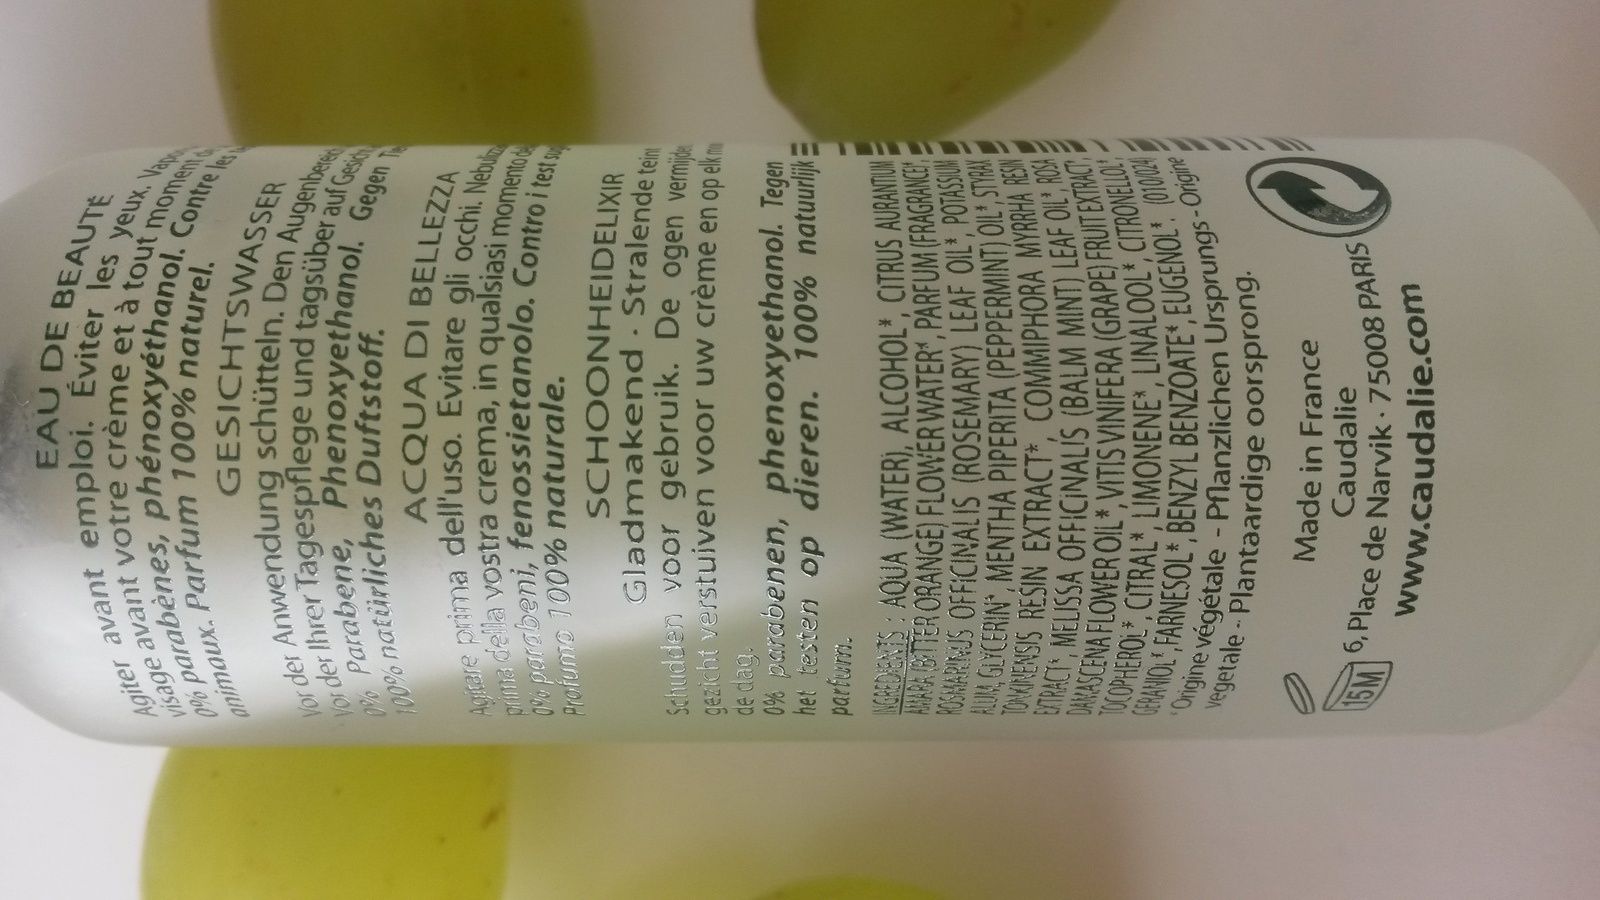 EAU DE BEAUTÉ
Agiter avant emploi. Éviter les yeux.
visage avant votre crème et à tout moment
0% parabènes, phénoxyéthanol. Contre les
animaux. Parfum 100% naturel.
GESICHTSWASSER
Vor der Anwendung schütteln. Den Augenbereich
Vor der Ihrer Tagespflege und tagsüber auf Gesicht
0% Parabene, Phenoxyethanol. Gegen
100% natürliches Duftstoff.
ACQUA DI BELLEZZA
Agitare prima dell'uso. Evitare gli occhi.
prima della vostra crema, in qualsiasi momento
0% parabeni, fenossietanolo. Contro i test
Profumo 100% naturale.
SCHOONHEIDELIXIR
Gladmakend - Stralende teint
Schudden voor gebruik. De ogen vermijden
gezicht verstuiven voor uw crème en op elk
de dag.
0% parabenen, phenoxyethanol. Tegen
het testen op dieren. 100% natuurlijk
parfum.
INGREDIENTS : AQUA (WATER), ALCOHOL*, CITRUS AURANTIUM
AMARA (BITTER ORANGE) FLOWER WATER*, PARFUM (FRAGRANCE)*,
ROSMARINUS OFFICINALIS (ROSEMARY) LEAF OIL*, POTASSIUM
ALUM, GLYCERIN*, MENTHA PIPERITA (PEPPERMINT) OIL*, STYRAX
TONKINENSIS RESIN EXTRACT*, COMMIPHORA MYRRHA RESIN
EXTRACT*, MELISSA OFFICINALIS (BALM MINT) LEAF OIL*, ROSA
DAMASCENA FLOWER OIL*, VITIS VINIFERA (GRAPE) FRUIT EXTRACT*,
TOCOPHEROL*, CITRAL*, LIMONENE*, LINALOOL*, CITRONELLOL*,
GERANIOL*, FARNESOL*, BENZYL BENZOATE*, EUGENOL*. (010/024)
*Origine végétale - Pflanzlichen Ursprungs - Origine
vegetale - Plantaardige oorsprong.
Made in France
Caudalie
6, Place de Narvik · 75008 PARIS
15M
www.caudalie.com